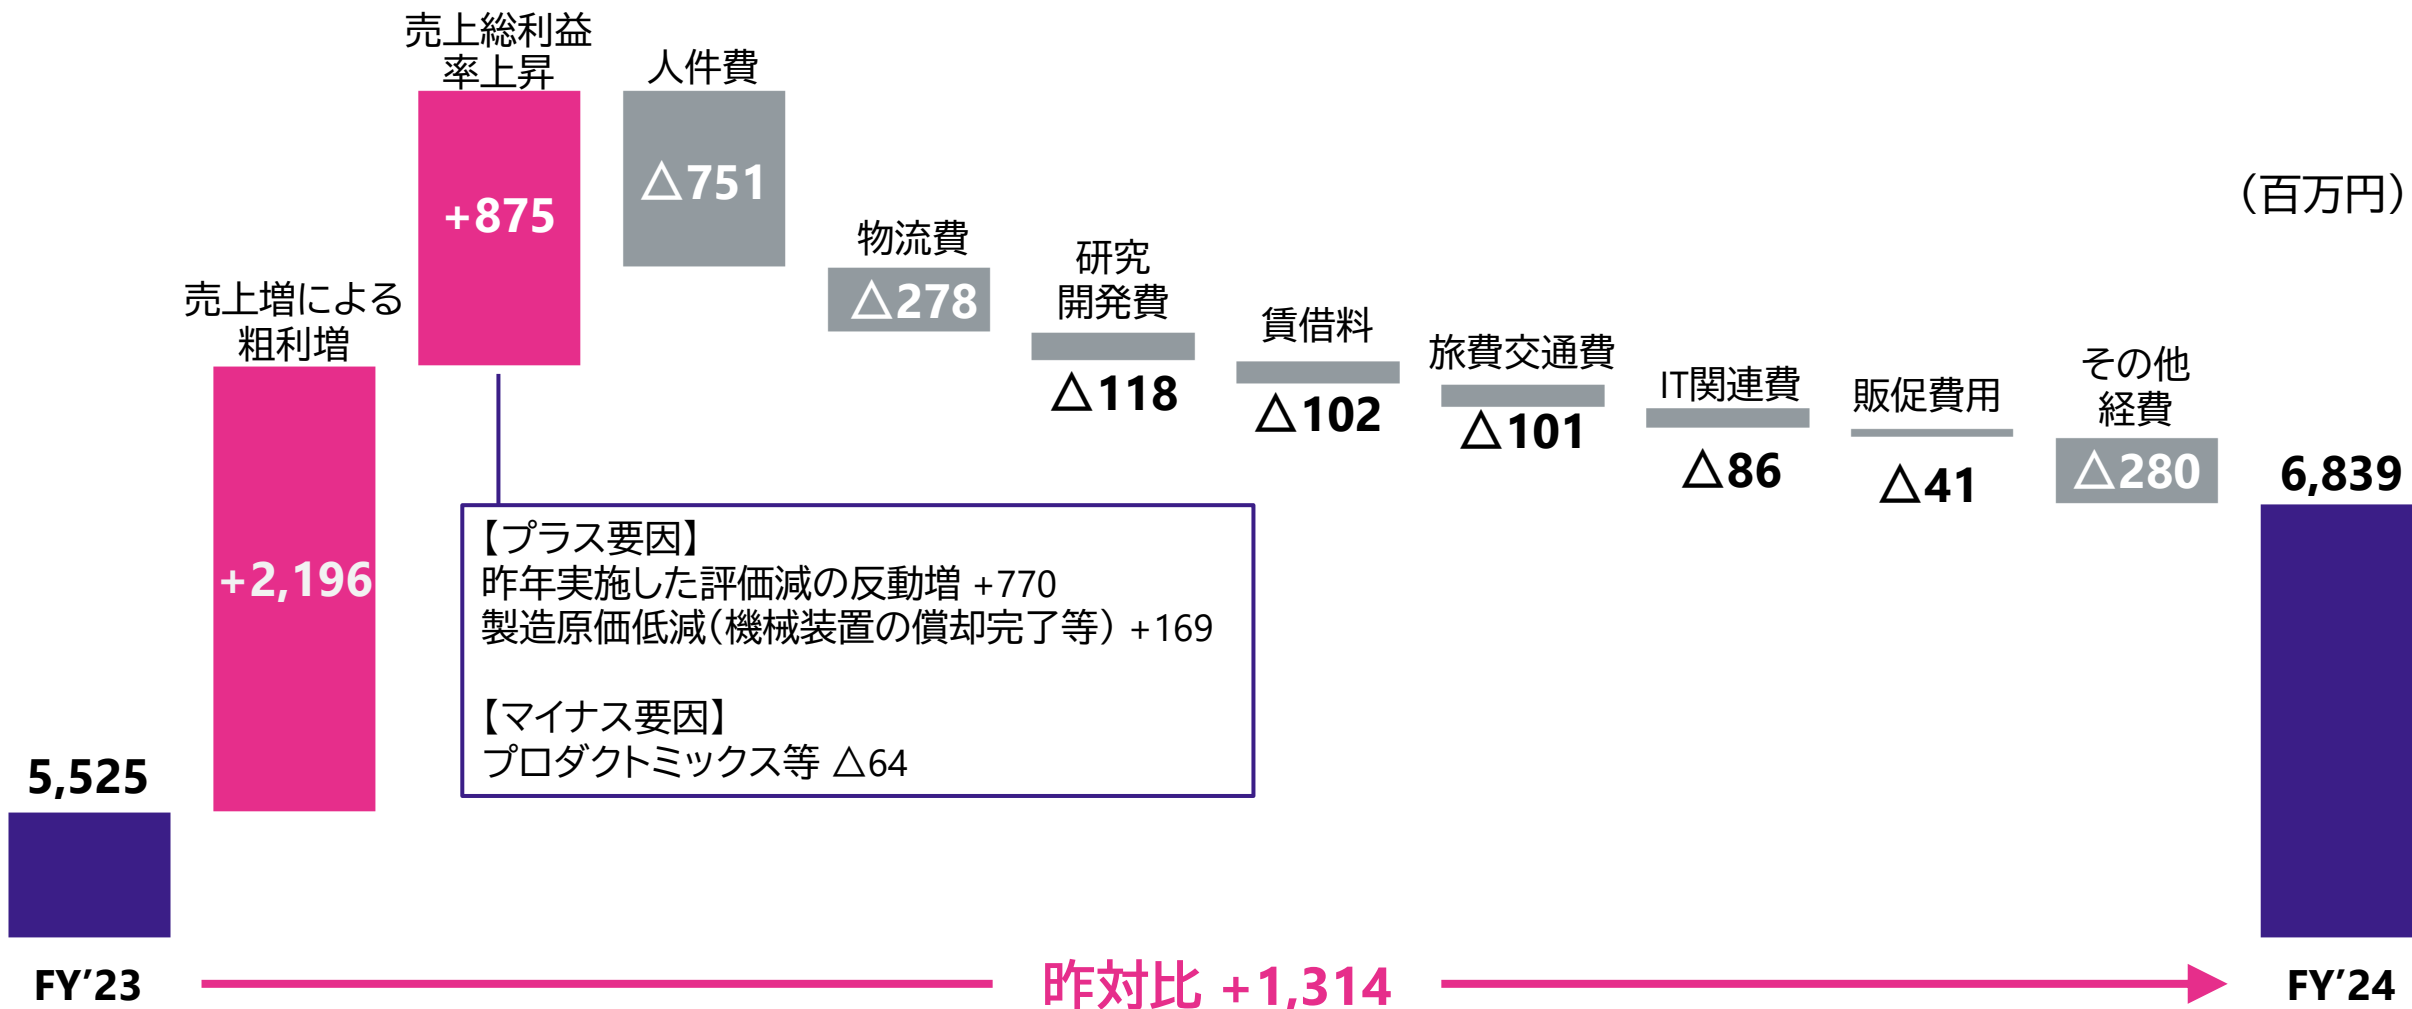 売上総利益
率上昇
+875
人件費
△751
（百万円）
物流費
△278
研究
開発費
△118
売上増による
粗利増
+2,196
賃借料
△102
旅費交通費
△101
IT関連費
△86
販促費用
△41
その他
経費
△280
6,839
【プラス要因】
昨年実施した評価減の反動増 +770
製造原価低減（機械装置の償却完了等） +169
【マイナス要因】
プロダクトミックス等 △64
5,525
FY’23
昨対比 +1,314
FY’24